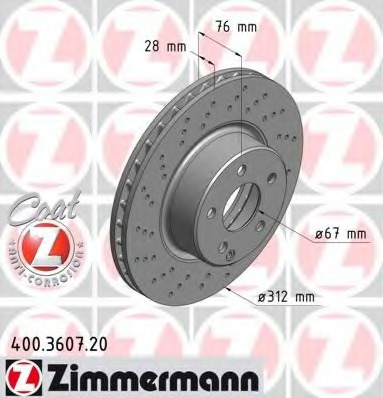 76 mm
28 mm
ø67 mm
ø312 mm
Coat
Z
ANTI-CORROSION
400.3607.20
Z Zimmermann